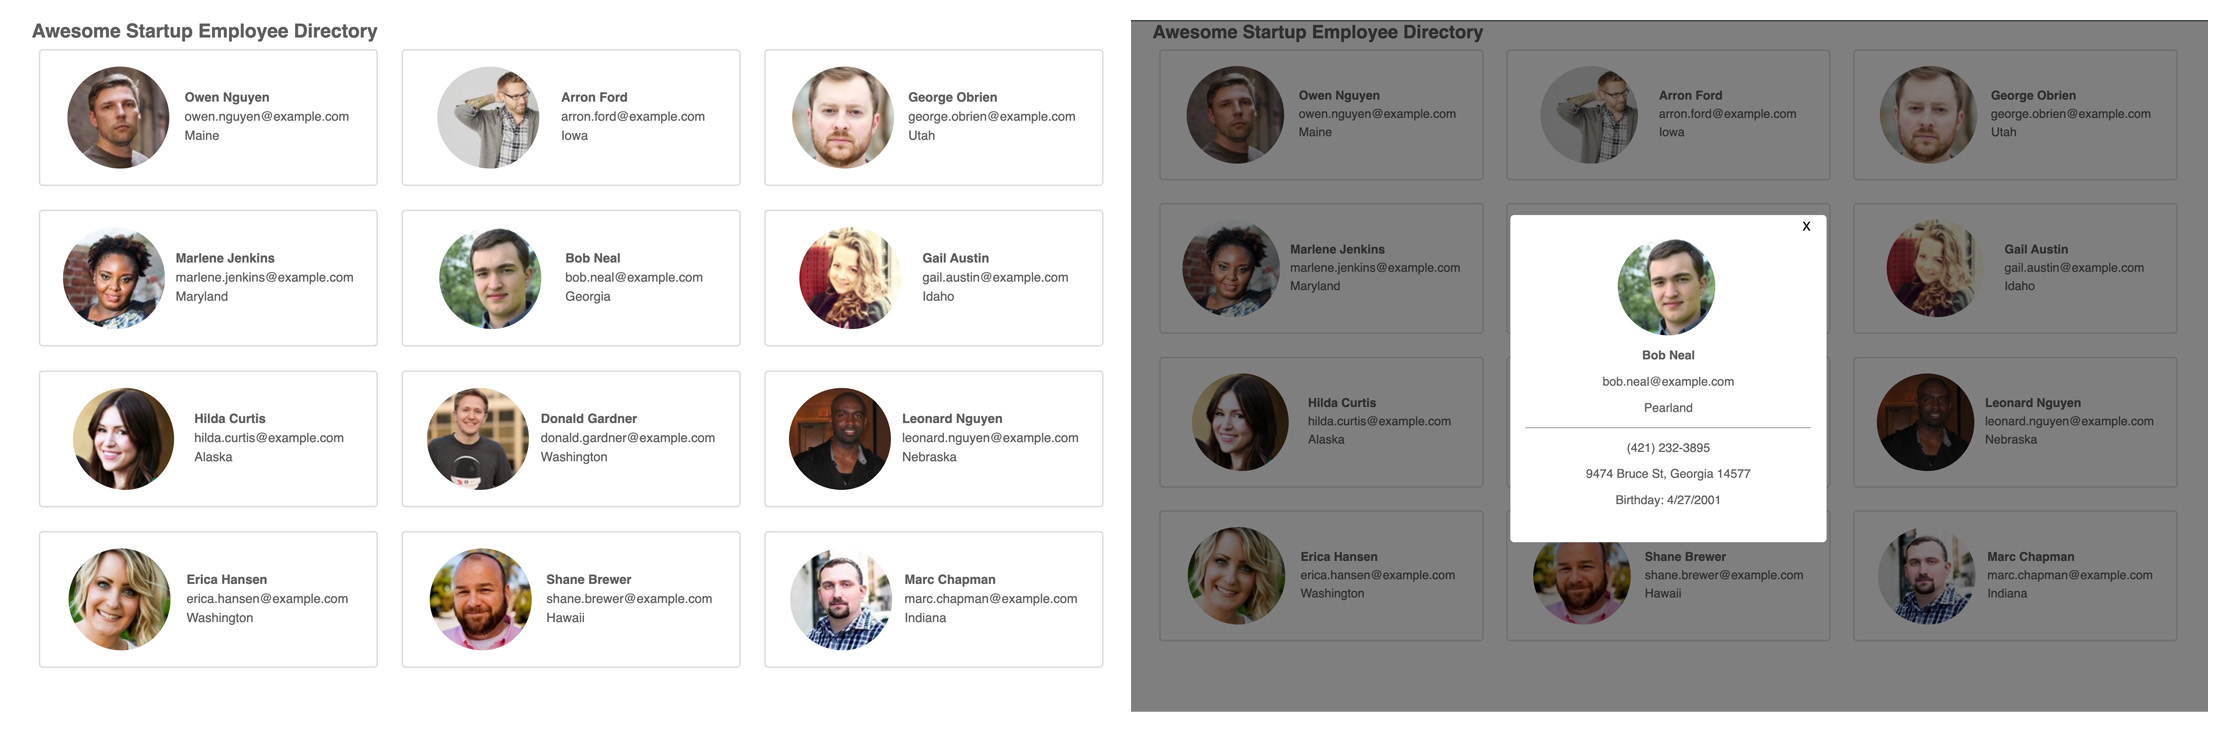 Awesome Startup Employee Directory
Owen Nguyen
owen.nguyen@example.com
Maine
Arron Ford
arron.ford@example.com
Iowa
George Obrien
george.obrien@example.com
Utah
Marlene Jenkins
marlene.jenkins@example.com
Maryland
Bob Neal
bob.neal@example.com
Georgia
Gail Austin
gail.austin@example.com
Idaho
Hilda Curtis
hilda.curtis@example.com
Alaska
Donald Gardner
donald.gardner@example.com
Washington
Leonard Nguyen
leonard.nguyen@example.com
Nebraska
Erica Hansen
erica.hansen@example.com
Washington
Shane Brewer
shane.brewer@example.com
Hawaii
Marc Chapman
marc.chapman@example.com
Indiana
Awesome Startup Employee Directory
Owen Nguyen
owen.nguyen@example.com
Maine
Arron Ford
arron.ford@example.com
Iowa
George Obrien
george.obrien@example.com
Utah
Marlene Jenkins
marlene.jenkins@example.com
Maryland
X
Bob Neal
bob.neal@example.com
Pearland
(421) 232-3895
9474 Bruce St, Georgia 14577
Birthday: 4/27/2001
Gail Austin
gail.austin@example.com
Idaho
Hilda Curtis
hilda.curtis@example.com
Alaska
Leonard Nguyen
leonard.nguyen@example.com
Nebraska
Erica Hansen
erica.hansen@example.com
Washington
Shane Brewer
shane.brewer@example.com
Hawaii
Marc Chapman
marc.chapman@example.com
Indiana